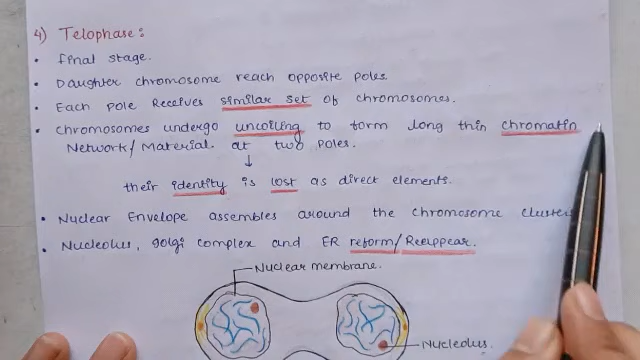 4) Telophase:
• final stage.
• Daughter chromosome reach opposite poles.
• Each pole Receives similar set of chromosomes.
• Chromosomes undergo uncoiling to form long thin chromatin
Network/Material at two poles.
↓
their identity is lost as direct elements.
• Nuclear Envelope assembles around the chromosome clusters
• Nucleolus, golgi complex and ER reform/Reappear.
Nuclear membrane.
Nucleolus.